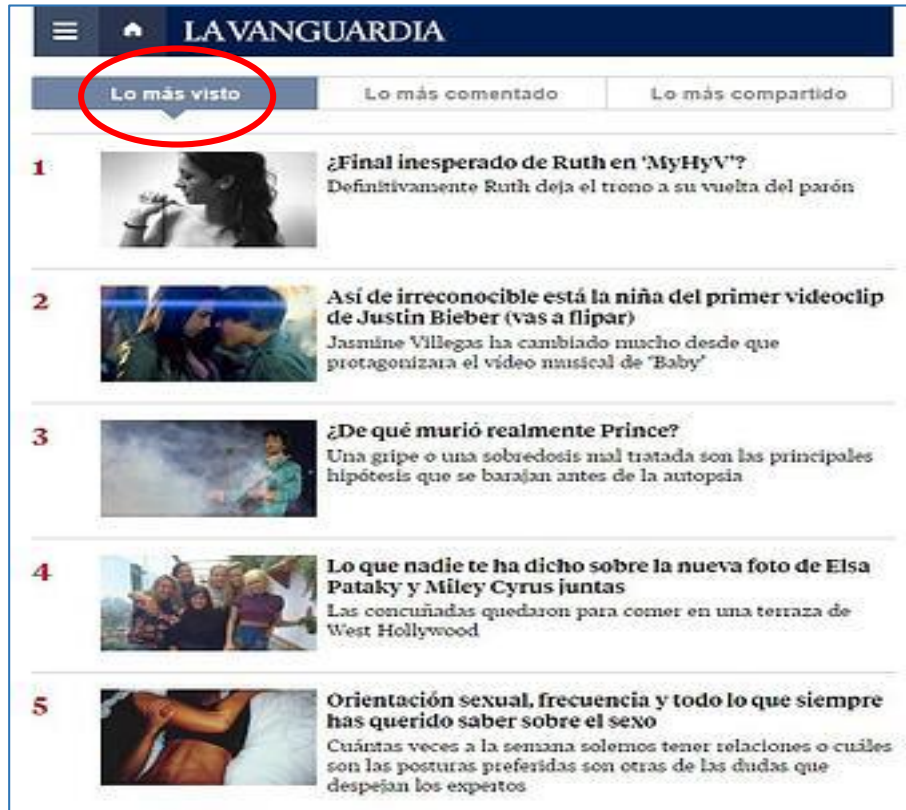 LA VANGUARDIA
Lo más visto Lo más comentado Lo más compartido
1
¿Final inesperado de Ruth en 'MyHyV'?
Definitivamente Ruth deja el trono a su vuelta del parón
2
Así de irreconocible está la niña del primer videoclip
de Justin Bieber (vas a flipar)
Jasmine Villegas ha cambiado mucho desde que
protagonizara el vídeo musical de 'Baby'
3
¿De qué murió realmente Prince?
Una gripe o una sobredosis mal tratada son las principales
hipótesis que se barajan antes de la autopsia
4
Lo que nadie te ha dicho sobre la nueva foto de Elsa
Pataky y Miley Cyrus juntas
Las concuñadas quedaron para comer en una terraza de
West Hollywood
5
Orientación sexual, frecuencia y todo lo que siempre
has querido saber sobre el sexo
Cuántas veces a la semana solemos tener relaciones o cuáles
son las posturas preferidas son otras de las dudas que
despejan los expertos